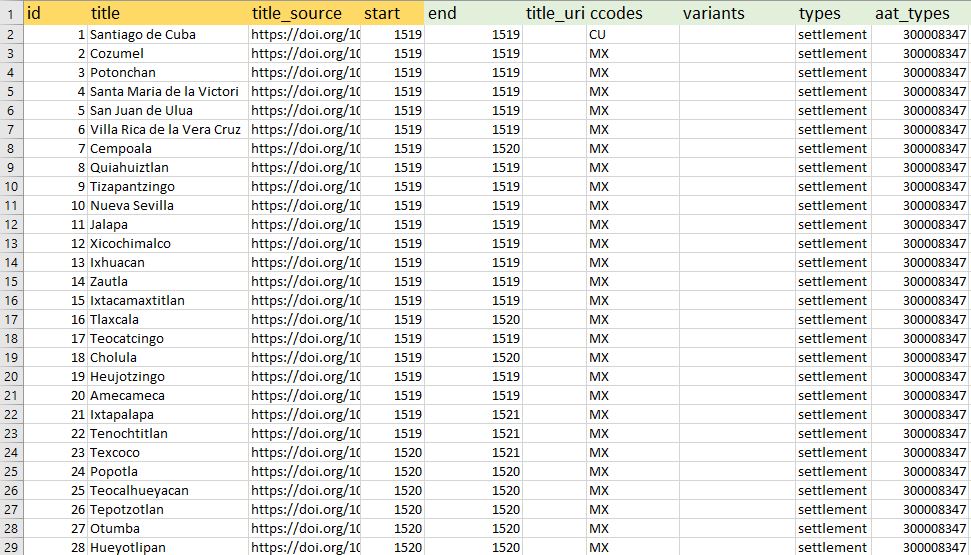 1 id title title_source start end title_uri ccodes variants types aat_types
2 1 Santiago de Cuba https://doi.org/10 1519 1519 CU settlement 300008347
3 2 Cozumel https://doi.org/10 1519 1519 MX settlement 300008347
4 3 Potonchan https://doi.org/10 1519 1519 MX settlement 300008347
5 4 Santa Maria de la Victori https://doi.org/10 1519 1519 MX settlement 300008347
6 5 San Juan de Ulua https://doi.org/10 1519 1519 MX settlement 300008347
7 6 Villa Rica de la Vera Cruz https://doi.org/10 1519 1519 MX settlement 300008347
8 7 Cempoala https://doi.org/10 1519 1520 MX settlement 300008347
9 8 Quiahuiztlan https://doi.org/10 1519 1519 MX settlement 300008347
10 9 Tizapantzingo https://doi.org/10 1519 1519 MX settlement 300008347
11 10 Nueva Sevilla https://doi.org/10 1519 1519 MX settlement 300008347
12 11 Jalapa https://doi.org/10 1519 1519 MX settlement 300008347
13 12 Xicochimalco https://doi.org/10 1519 1519 MX settlement 300008347
14 13 Ixhuacan https://doi.org/10 1519 1519 MX settlement 300008347
15 14 Zautla https://doi.org/10 1519 1519 MX settlement 300008347
16 15 Ixtacamaxtitlan https://doi.org/10 1519 1519 MX settlement 300008347
17 16 Tlaxcala https://doi.org/10 1519 1520 MX settlement 300008347
18 17 Teocatcingo https://doi.org/10 1519 1519 MX settlement 300008347
19 18 Cholula https://doi.org/10 1519 1520 MX settlement 300008347
20 19 Heujotzingo https://doi.org/10 1519 1519 MX settlement 300008347
21 20 Amecameca https://doi.org/10 1519 1519 MX settlement 300008347
22 21 Ixtapalapa https://doi.org/10 1519 1521 MX settlement 300008347
23 22 Tenochtitlan https://doi.org/10 1519 1521 MX settlement 300008347
24 23 Texcoco https://doi.org/10 1520 1521 MX settlement 300008347
25 24 Popotla https://doi.org/10 1520 1520 MX settlement 300008347
26 25 Teocalhueyacan https://doi.org/10 1520 1520 MX settlement 300008347
27 26 Tepotzotlan https://doi.org/10 1520 1520 MX settlement 300008347
28 27 Otumba https://doi.org/10 1520 1520 MX settlement 300008347
29 28 Hueyotlipan https://doi.org/10 1520 1520 MX settlement 300008347